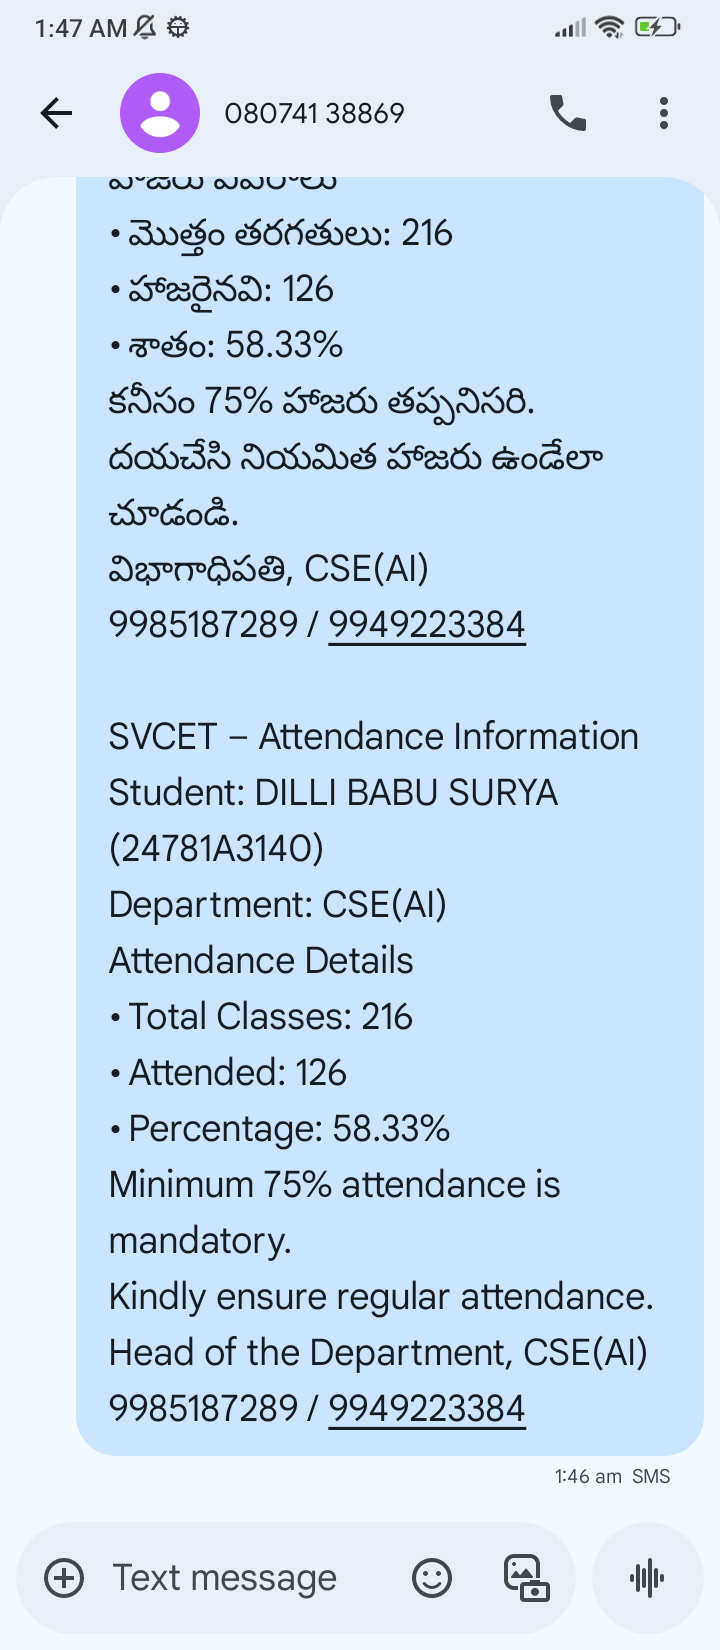 1:47 AM
080741 38869
హాజరు వివరాలు
• మొత్తం తరగతులు: 216
• హాజరైనవి: 126
• శాతం: 58.33%
కనీసం 75% హాజరు తప్పనిసరి.
దయచేసి నియమిత హాజరు ఉండేలా
చూడండి.
విభాగాధిపతి, CSE(AI)
9985187289 / 9949223384
SVCET – Attendance Information
Student: DILLI BABU SURYA
(24781A3140)
Department: CSE(AI)
Attendance Details
• Total Classes: 216
• Attended: 126
• Percentage: 58.33%
Minimum 75% attendance is
mandatory.
Kindly ensure regular attendance.
Head of the Department, CSE(AI)
9985187289 / 9949223384
1:46 am SMS
Text message